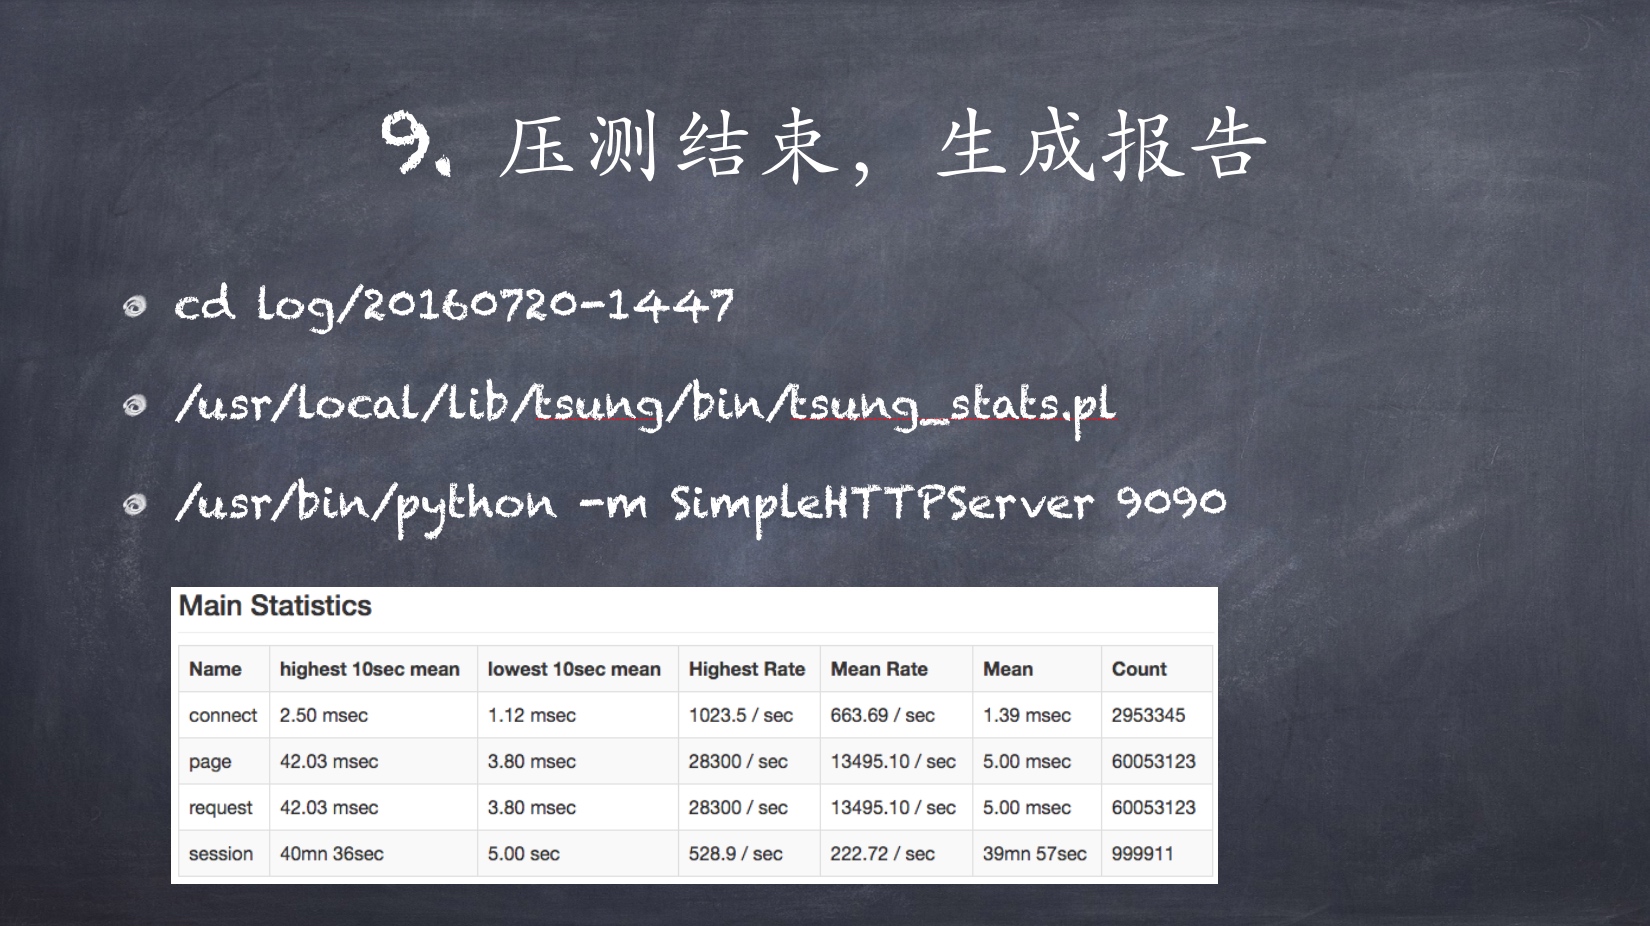 9. 压测结束，生成报告
cd log/20160720-1447
/usr/local/lib/tsung/bin/tsung_stats.pl
/usr/bin/python -m SimpleHTTPServer 9090
Main Statistics
Name highest 10sec mean lowest 10sec mean Highest Rate Mean Rate Mean Count
connect 2.50 msec 1.12 msec 1023.5 / sec 663.69 / sec 1.39 msec 2953345
page 42.03 msec 3.80 msec 28300 / sec 13495.10 / sec 5.00 msec 60053123
request 42.03 msec 3.80 msec 28300 / sec 13495.10 / sec 5.00 msec 60053123
session 40mn 36sec 5.00 sec 528.9 / sec 222.72 / sec 39mn 57sec 999911